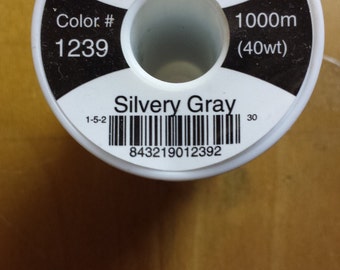 Color #
1239
1000m
(40wt)
Silvery Gray
1-5-2
30
843219012392